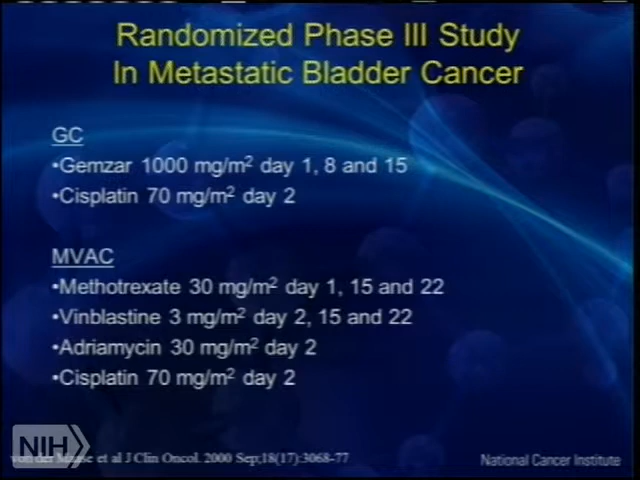 Randomized Phase III Study
In Metastatic Bladder Cancer
GC
•Gemzar 1000 mg/m² day 1, 8 and 15
•Cisplatin 70 mg/m² day 2
MVAC
•Methotrexate 30 mg/m² day 1, 15 and 22
•Vinblastine 3 mg/m² day 2, 15 and 22
•Adriamycin 30 mg/m² day 2
•Cisplatin 70 mg/m² day 2
NIH
von der et al J Clin Oncol. 2000 Sep;18(17):3068-77
National Cancer Institute